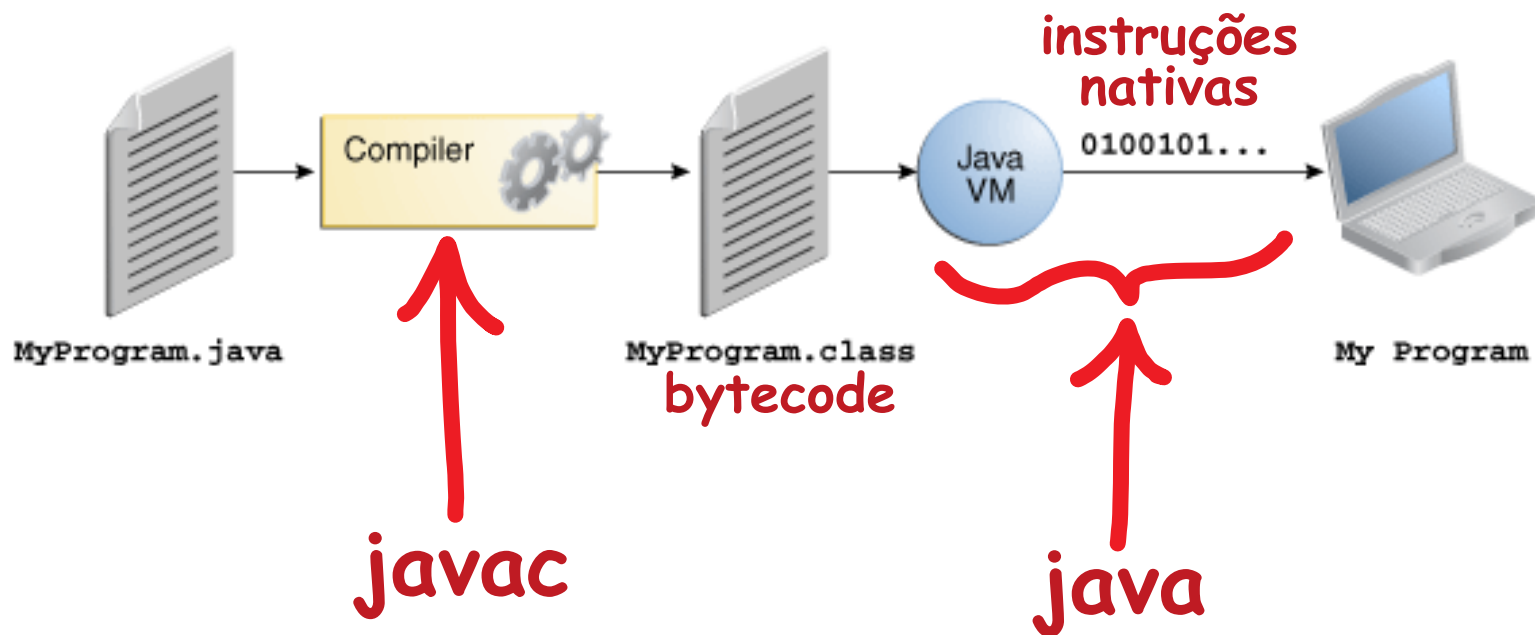 instruções
nativas
Compiler
Java
VM
0100101...
MyProgram.java
MyProgram.class
My Program
bytecode
javac
java